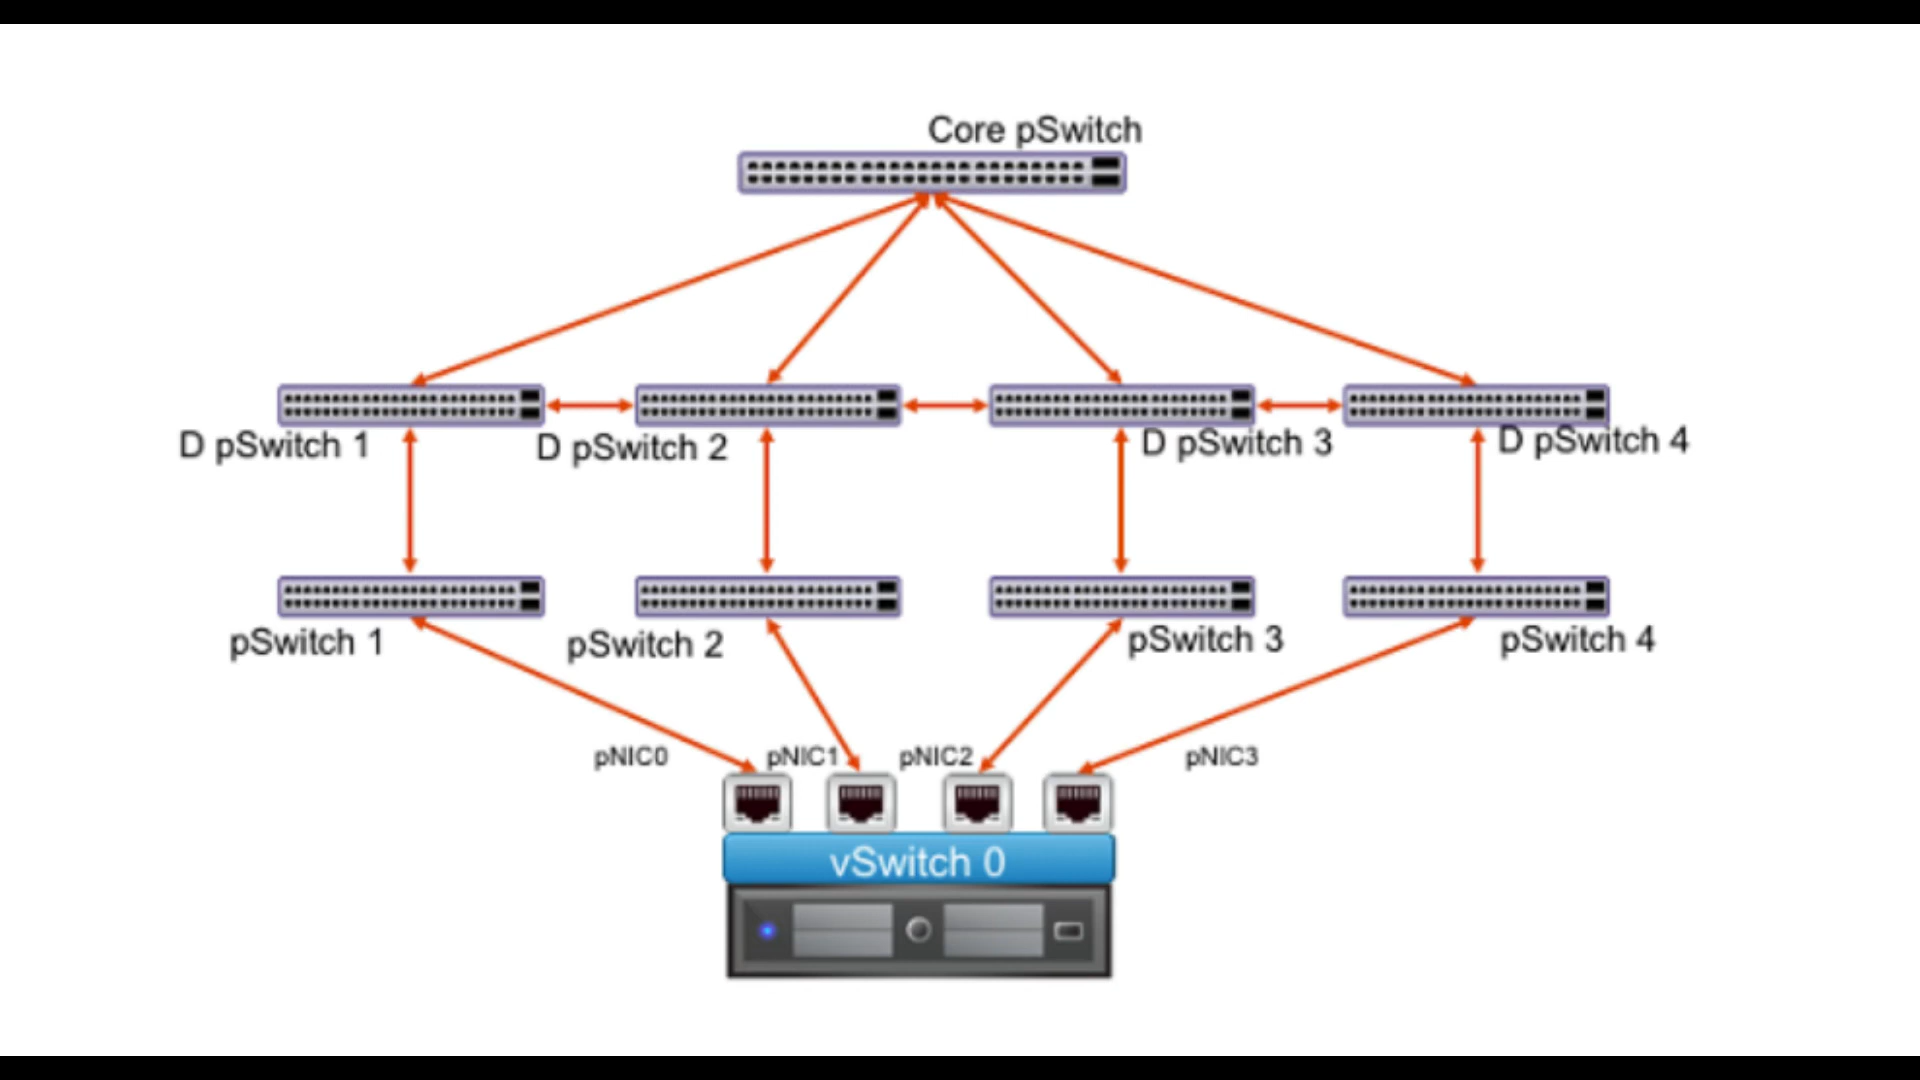 Core pSwitch
D pSwitch 1
D pSwitch 2
D pSwitch 3
D pSwitch 4
pSwitch 1
pSwitch 2
pSwitch 3
pSwitch 4
pNIC0
pNIC1
pNIC2
pNIC3
vSwitch 0